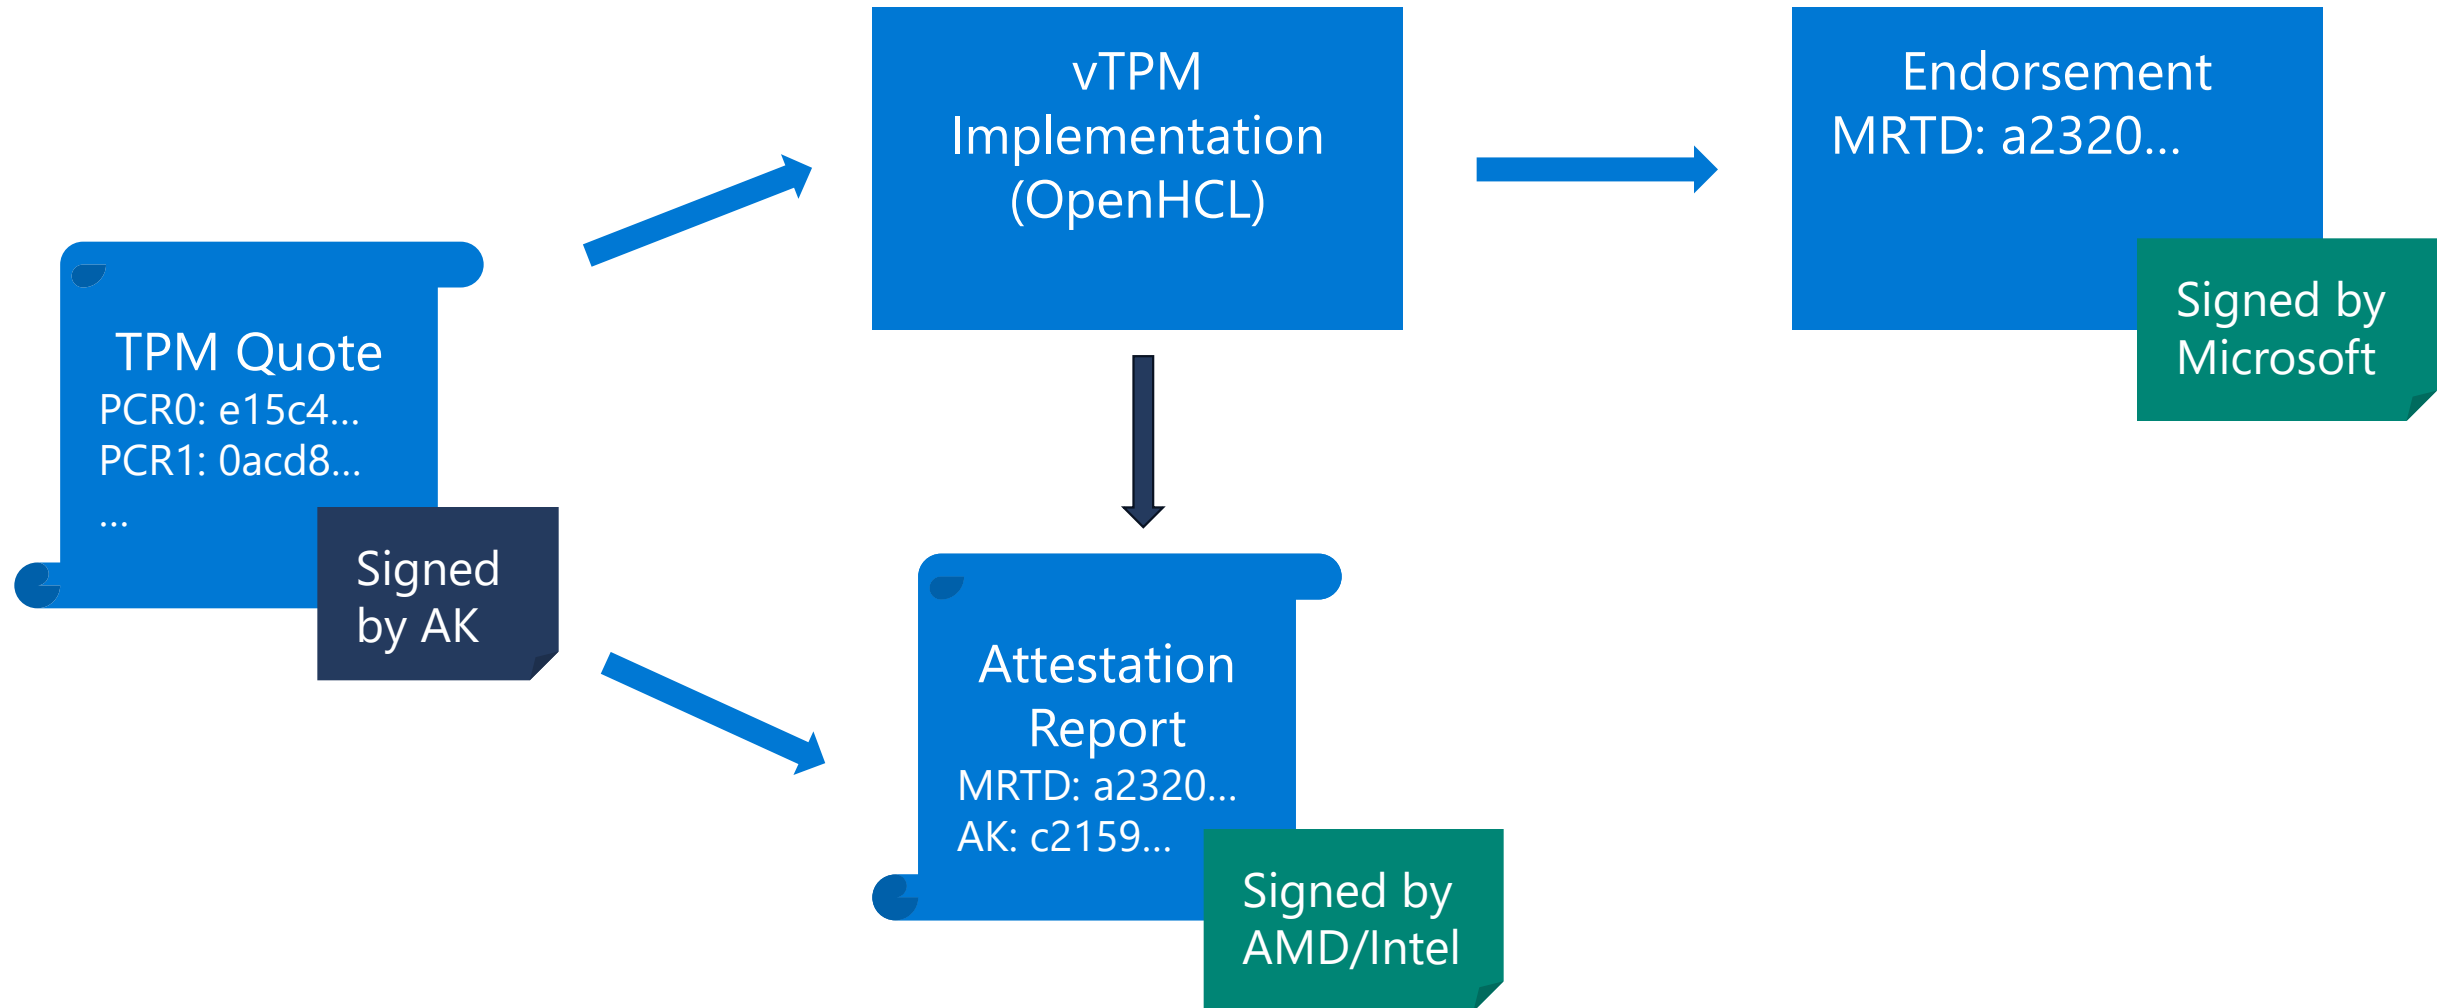 vTPM
Implementation
(OpenHCL)
Endorsement
MRTD: a2320...
Signed by
Microsoft
TPM Quote
PCR0: e15c4...
PCR1: 0acd8...
...
Signed
by AK
Attestation
Report
MRTD: a2320...
AK: c2159...
Signed by
AMD/Intel